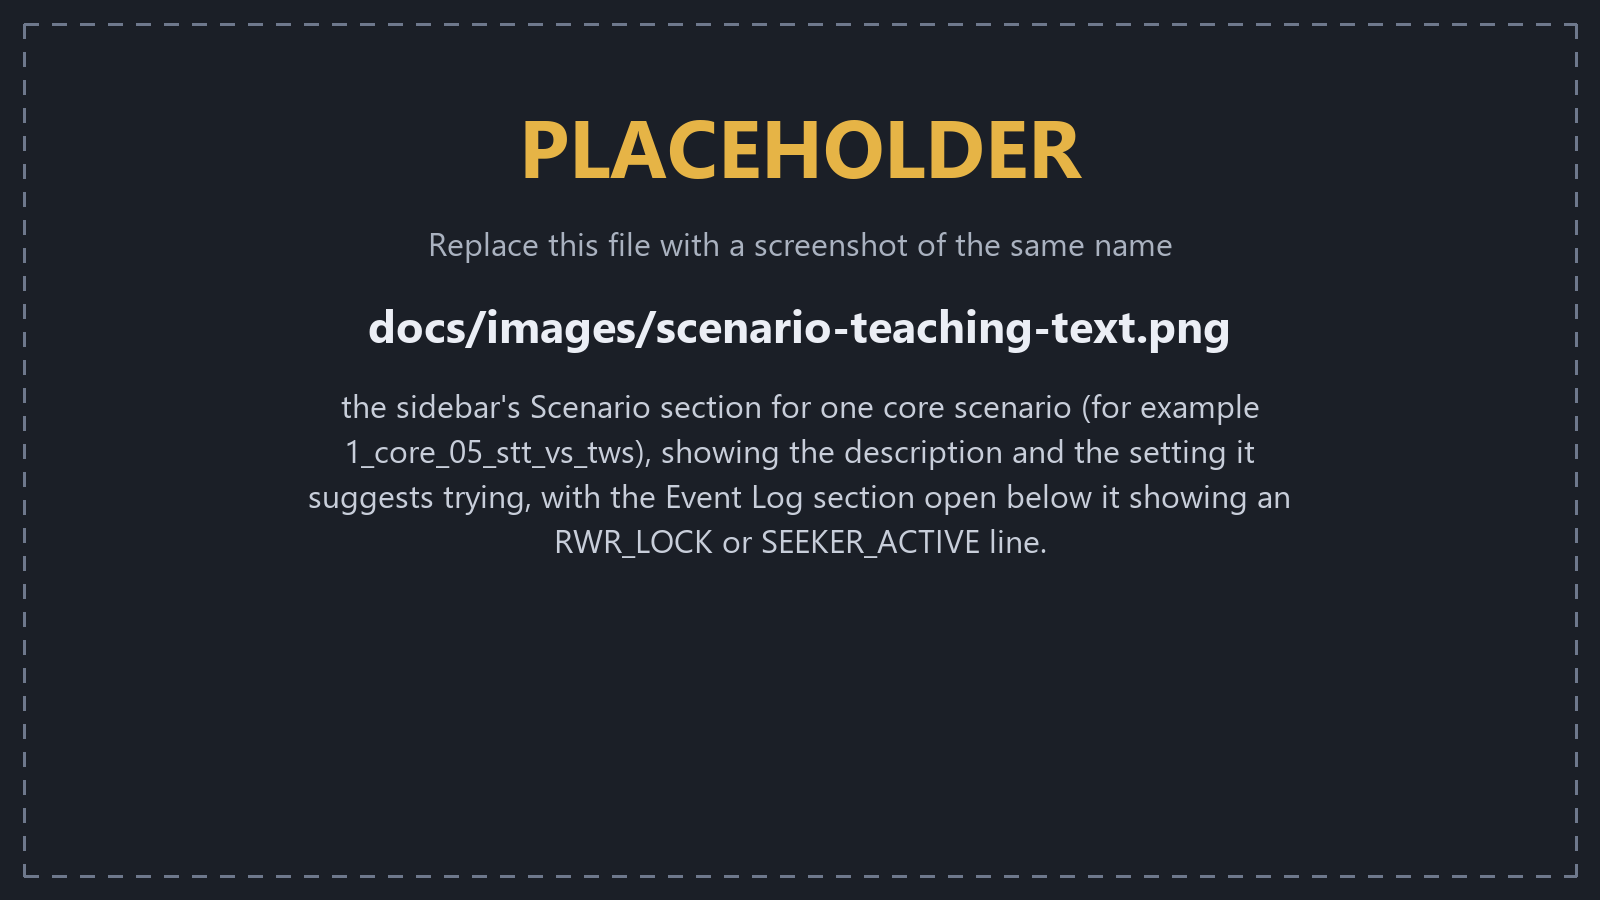 PLACEHOLDER
Replace this file with a screenshot of the same name
docs/images/scenario-teaching-text.png
the sidebar's Scenario section for one core scenario (for example
1_core_05_stt_vs_tws), showing the description and the setting it
suggests trying, with the Event Log section open below it showing an
RWR_LOCK or SEEKER_ACTIVE line.